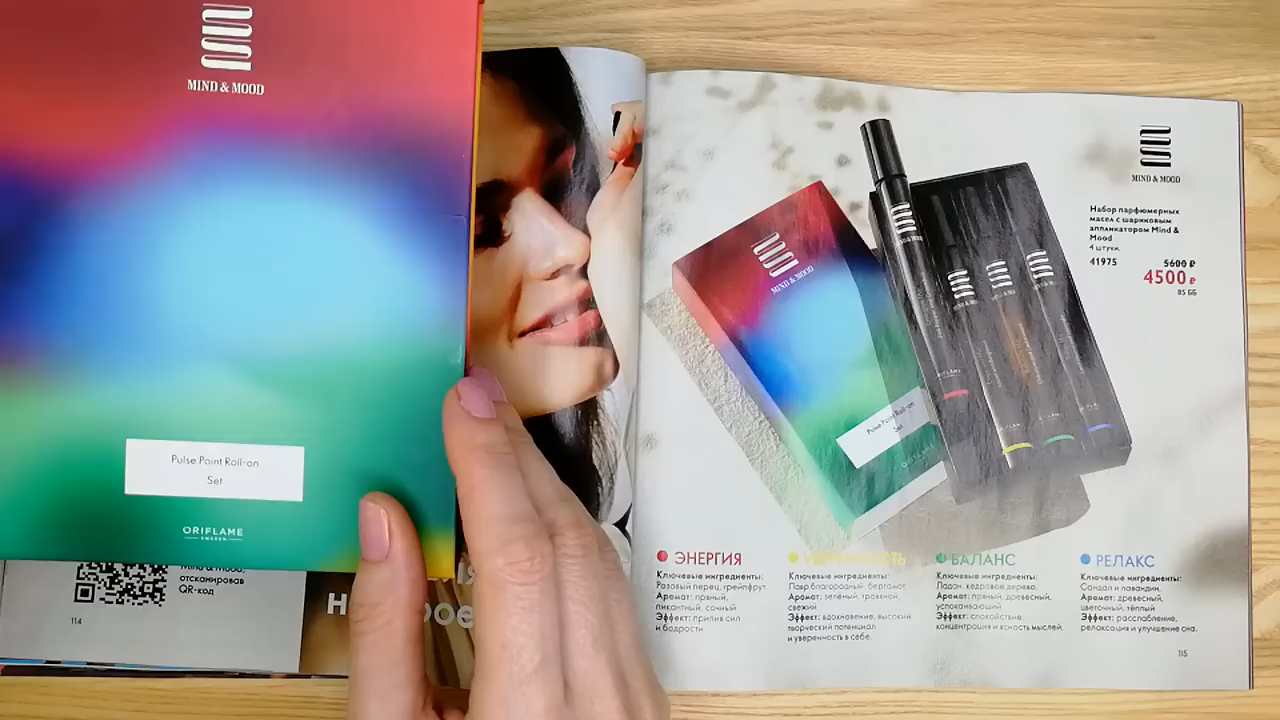 MIND & MOOD
Pulse Point Roll-on
Set
ORIFLAME
SWEDEN
отсканировав
QR-код
114
MIND & MOOD
Pulse Point Roll-on
Set
MIND & MOOD
Набор парфюмерных
масел с шариковым
аппликатором Mind &
Mood
4 штуки.
41975 5600 ₽
4500 ₽
85 ББ
ЭНЕРГИЯ
Ключевые ингредиенты:
Розовый перец, грейпфрут.
Аромат: пряный,
пикантный, сочный
Эффект: прилив сил
и бодрости
УВЕРЕННОСТЬ
Ключевые ингредиенты:
Лавр благородный, бергамот.
Аромат: зелёный, травяной,
свежий
Эффект: вдохновение, высокий
творческий потенциал
и уверенность в себе.
БАЛАНС
Ключевые ингредиенты:
Ладан, кедровое дерево.
Аромат: пряный, древесный,
успокаивающий
Эффект: спокойствие,
концентрация и ясность мыслей.
РЕЛАКС
Ключевые ингредиенты:
Сандал и лаванда.
Аромат: древесный,
цветочный, тёплый
Эффект: расслабление,
релаксация и улучшение сна.
115